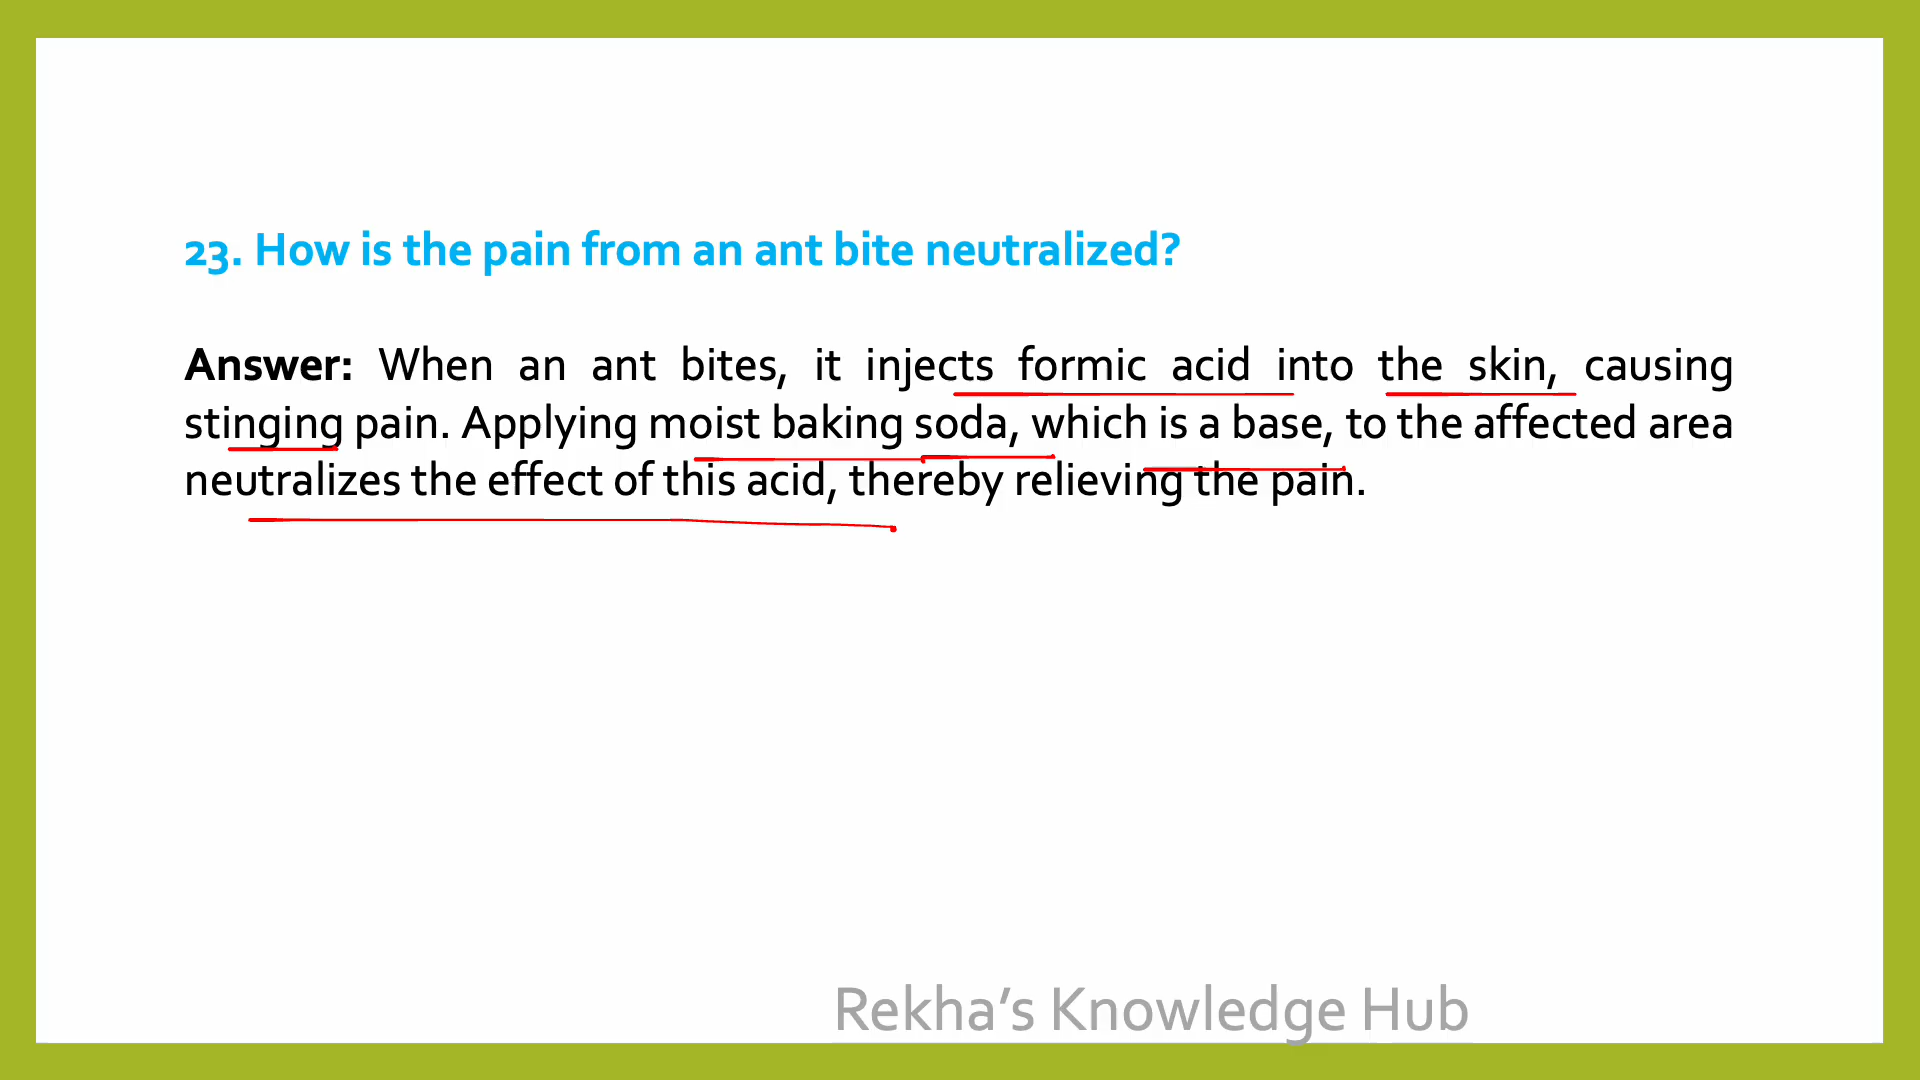 23. How is the pain from an ant bite neutralized?
Answer: When an ant bites, it injects formic acid into the skin, causing
stinging pain. Applying moist baking soda, which is a base, to the affected area
neutralizes the effect of this acid, thereby relieving the pain.
Rekha’s Knowledge Hub